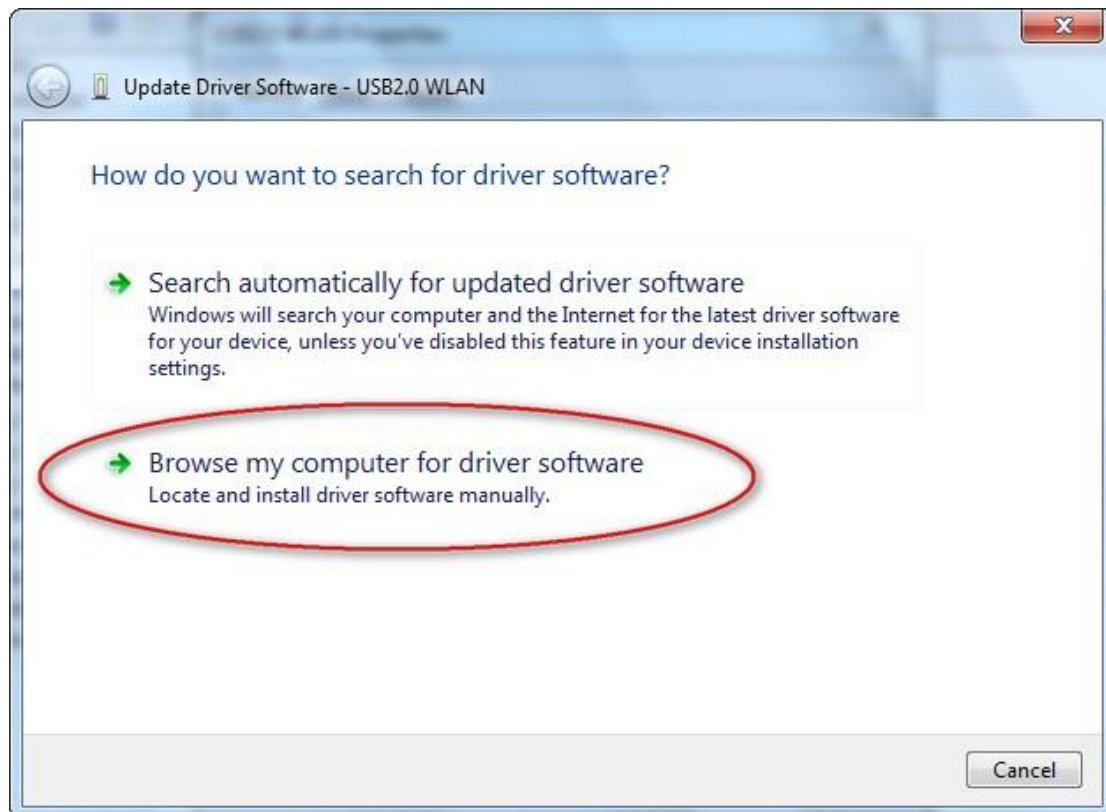 Update Driver Software - USB2.0 WLAN
How do you want to search for driver software?
Search automatically for updated driver software
Windows will search your computer and the Internet for the latest driver software
for your device, unless you've disabled this feature in your device installation
settings.
Browse my computer for driver software
Locate and install driver software manually.
Cancel